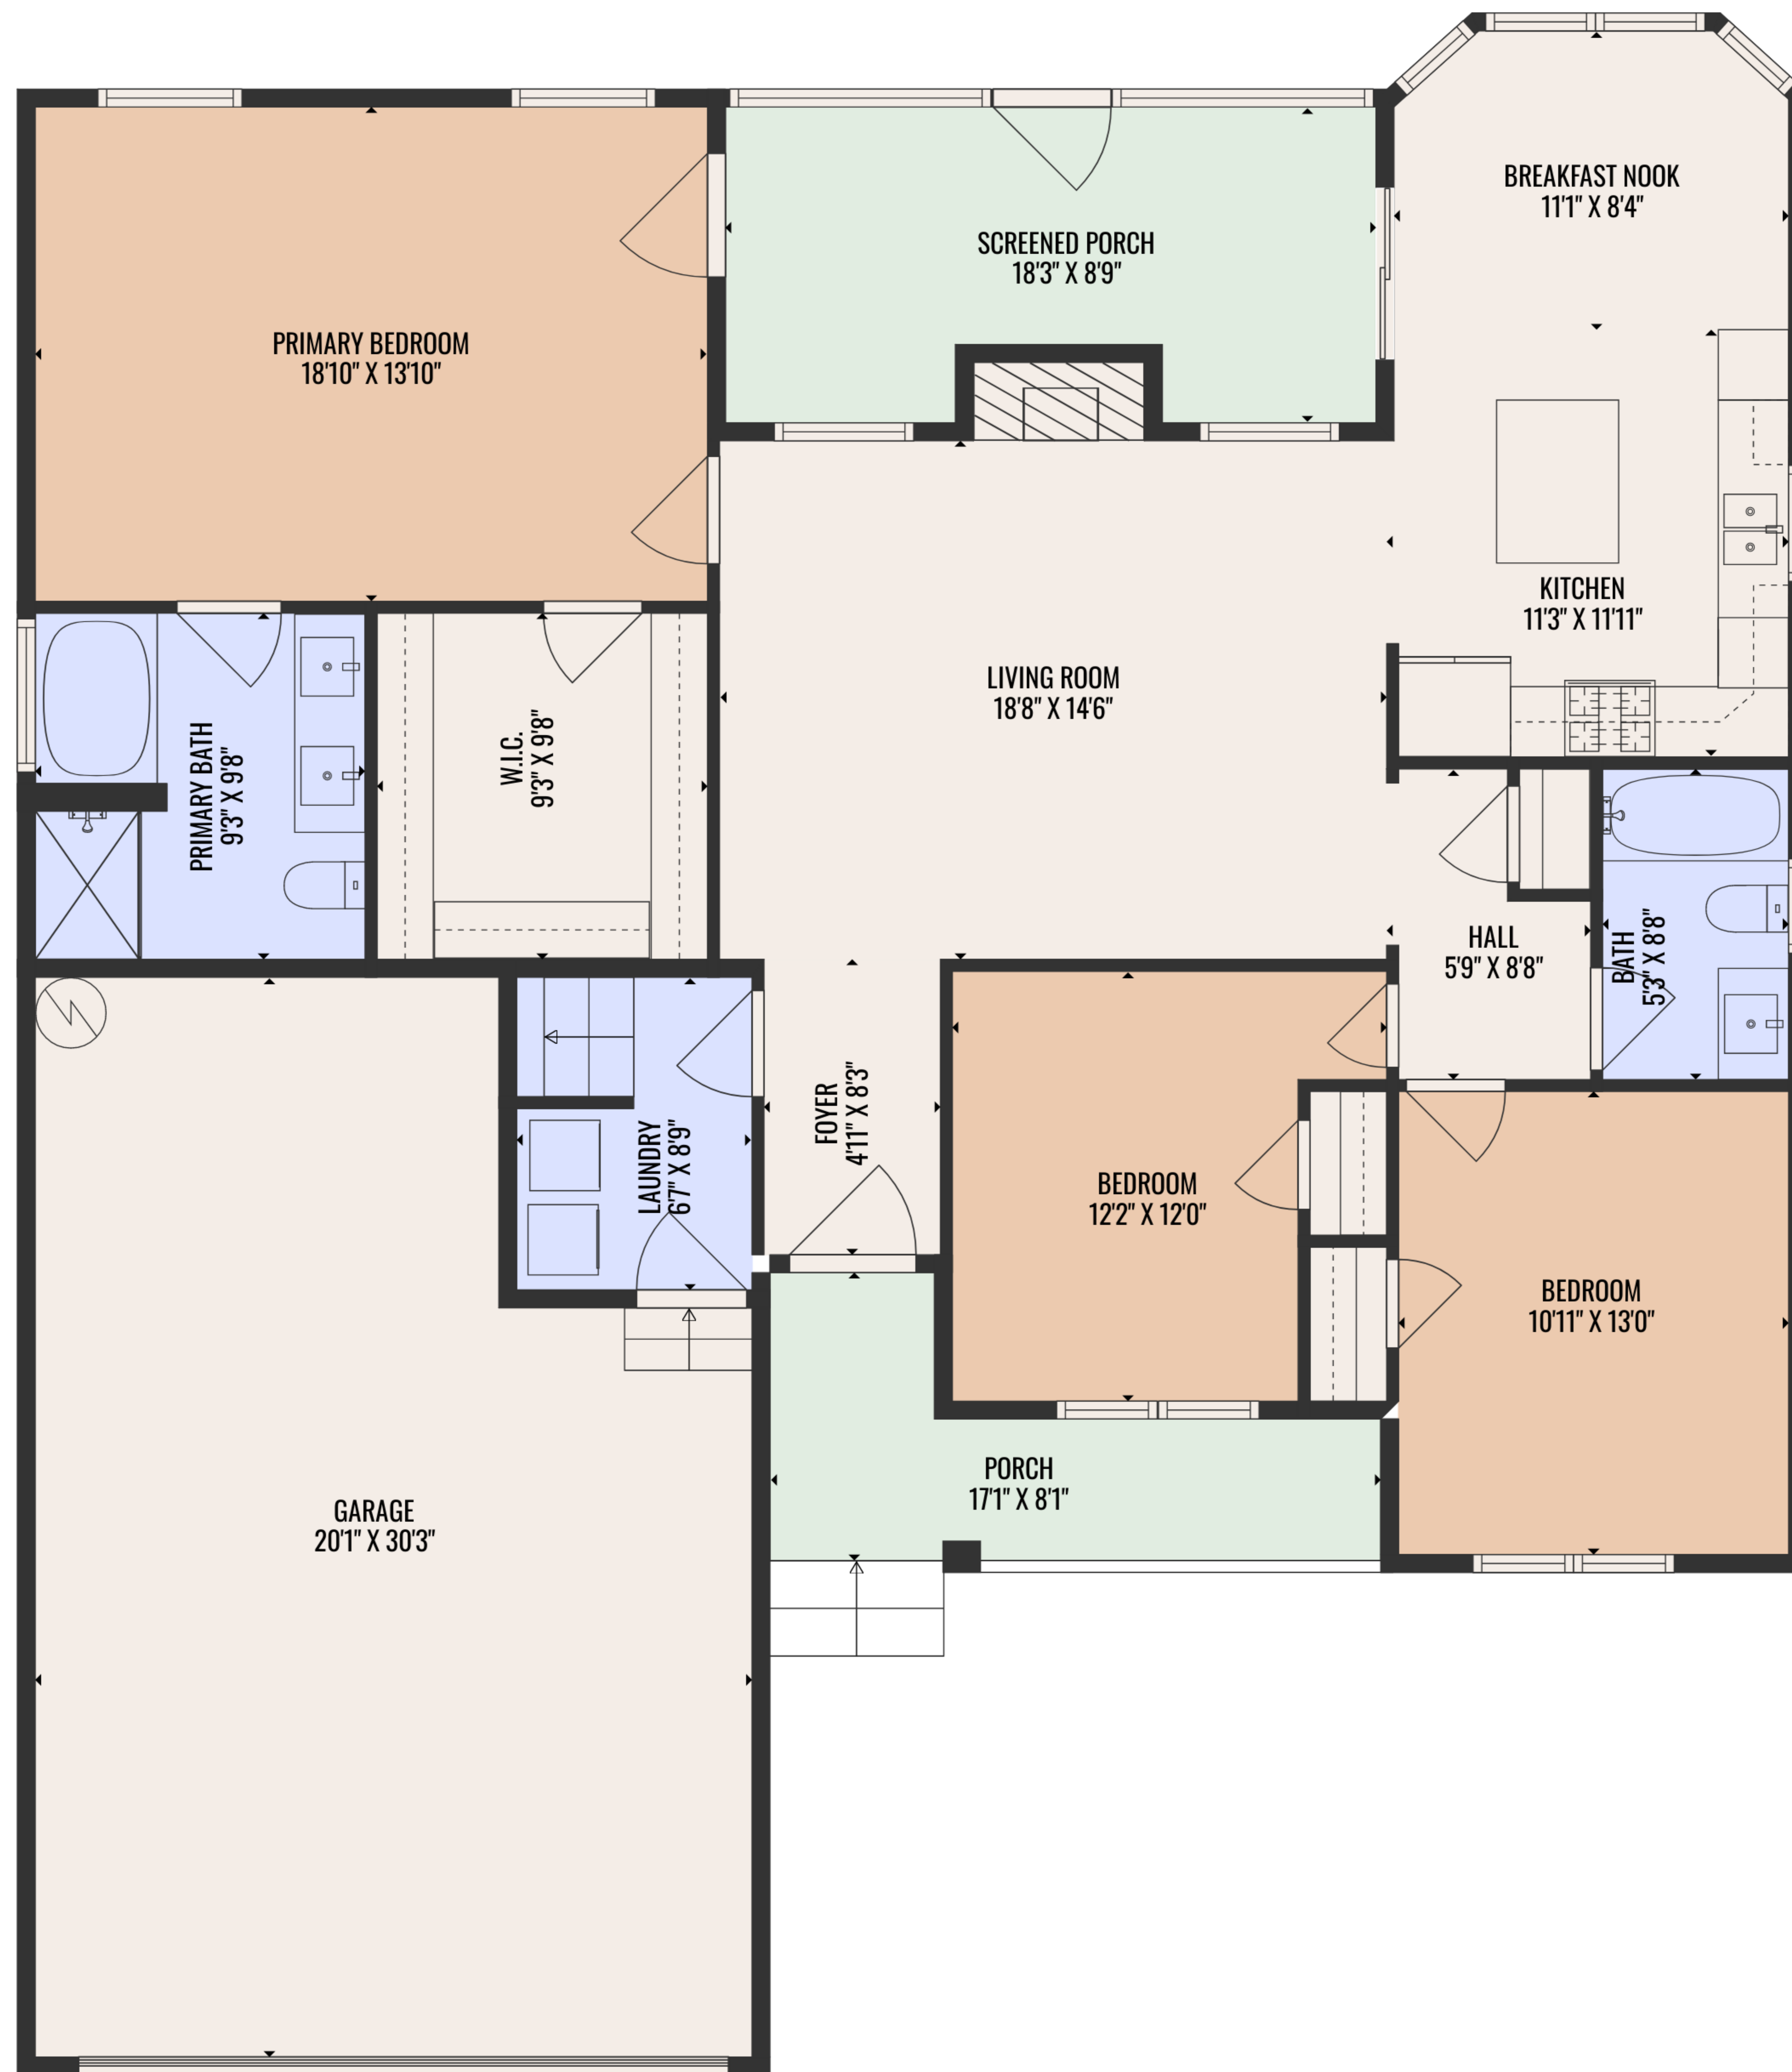 BREAKFAST NOOK
11'1" X 8'4"
SCREENED PORCH
18'3" X 8'9"
PRIMARY BEDROOM
18'10" X 13'10"
KITCHEN
11'3" X 11'11"
LIVING ROOM
18'8" X 14'6"
W.I.C.
9'3" X 9'8"
PRIMARY BATH
9'3" X 9'8"
HALL
5'9" X 8'8"
BATH
5'3" X 8'8"
FOYER
4'11" X 8'3"
LAUNDRY
6'7" X 8'9"
BEDROOM
12'2" X 12'0"
BEDROOM
10'11" X 13'0"
PORCH
17'1" X 8'1"
GARAGE
20'1" X 30'3"